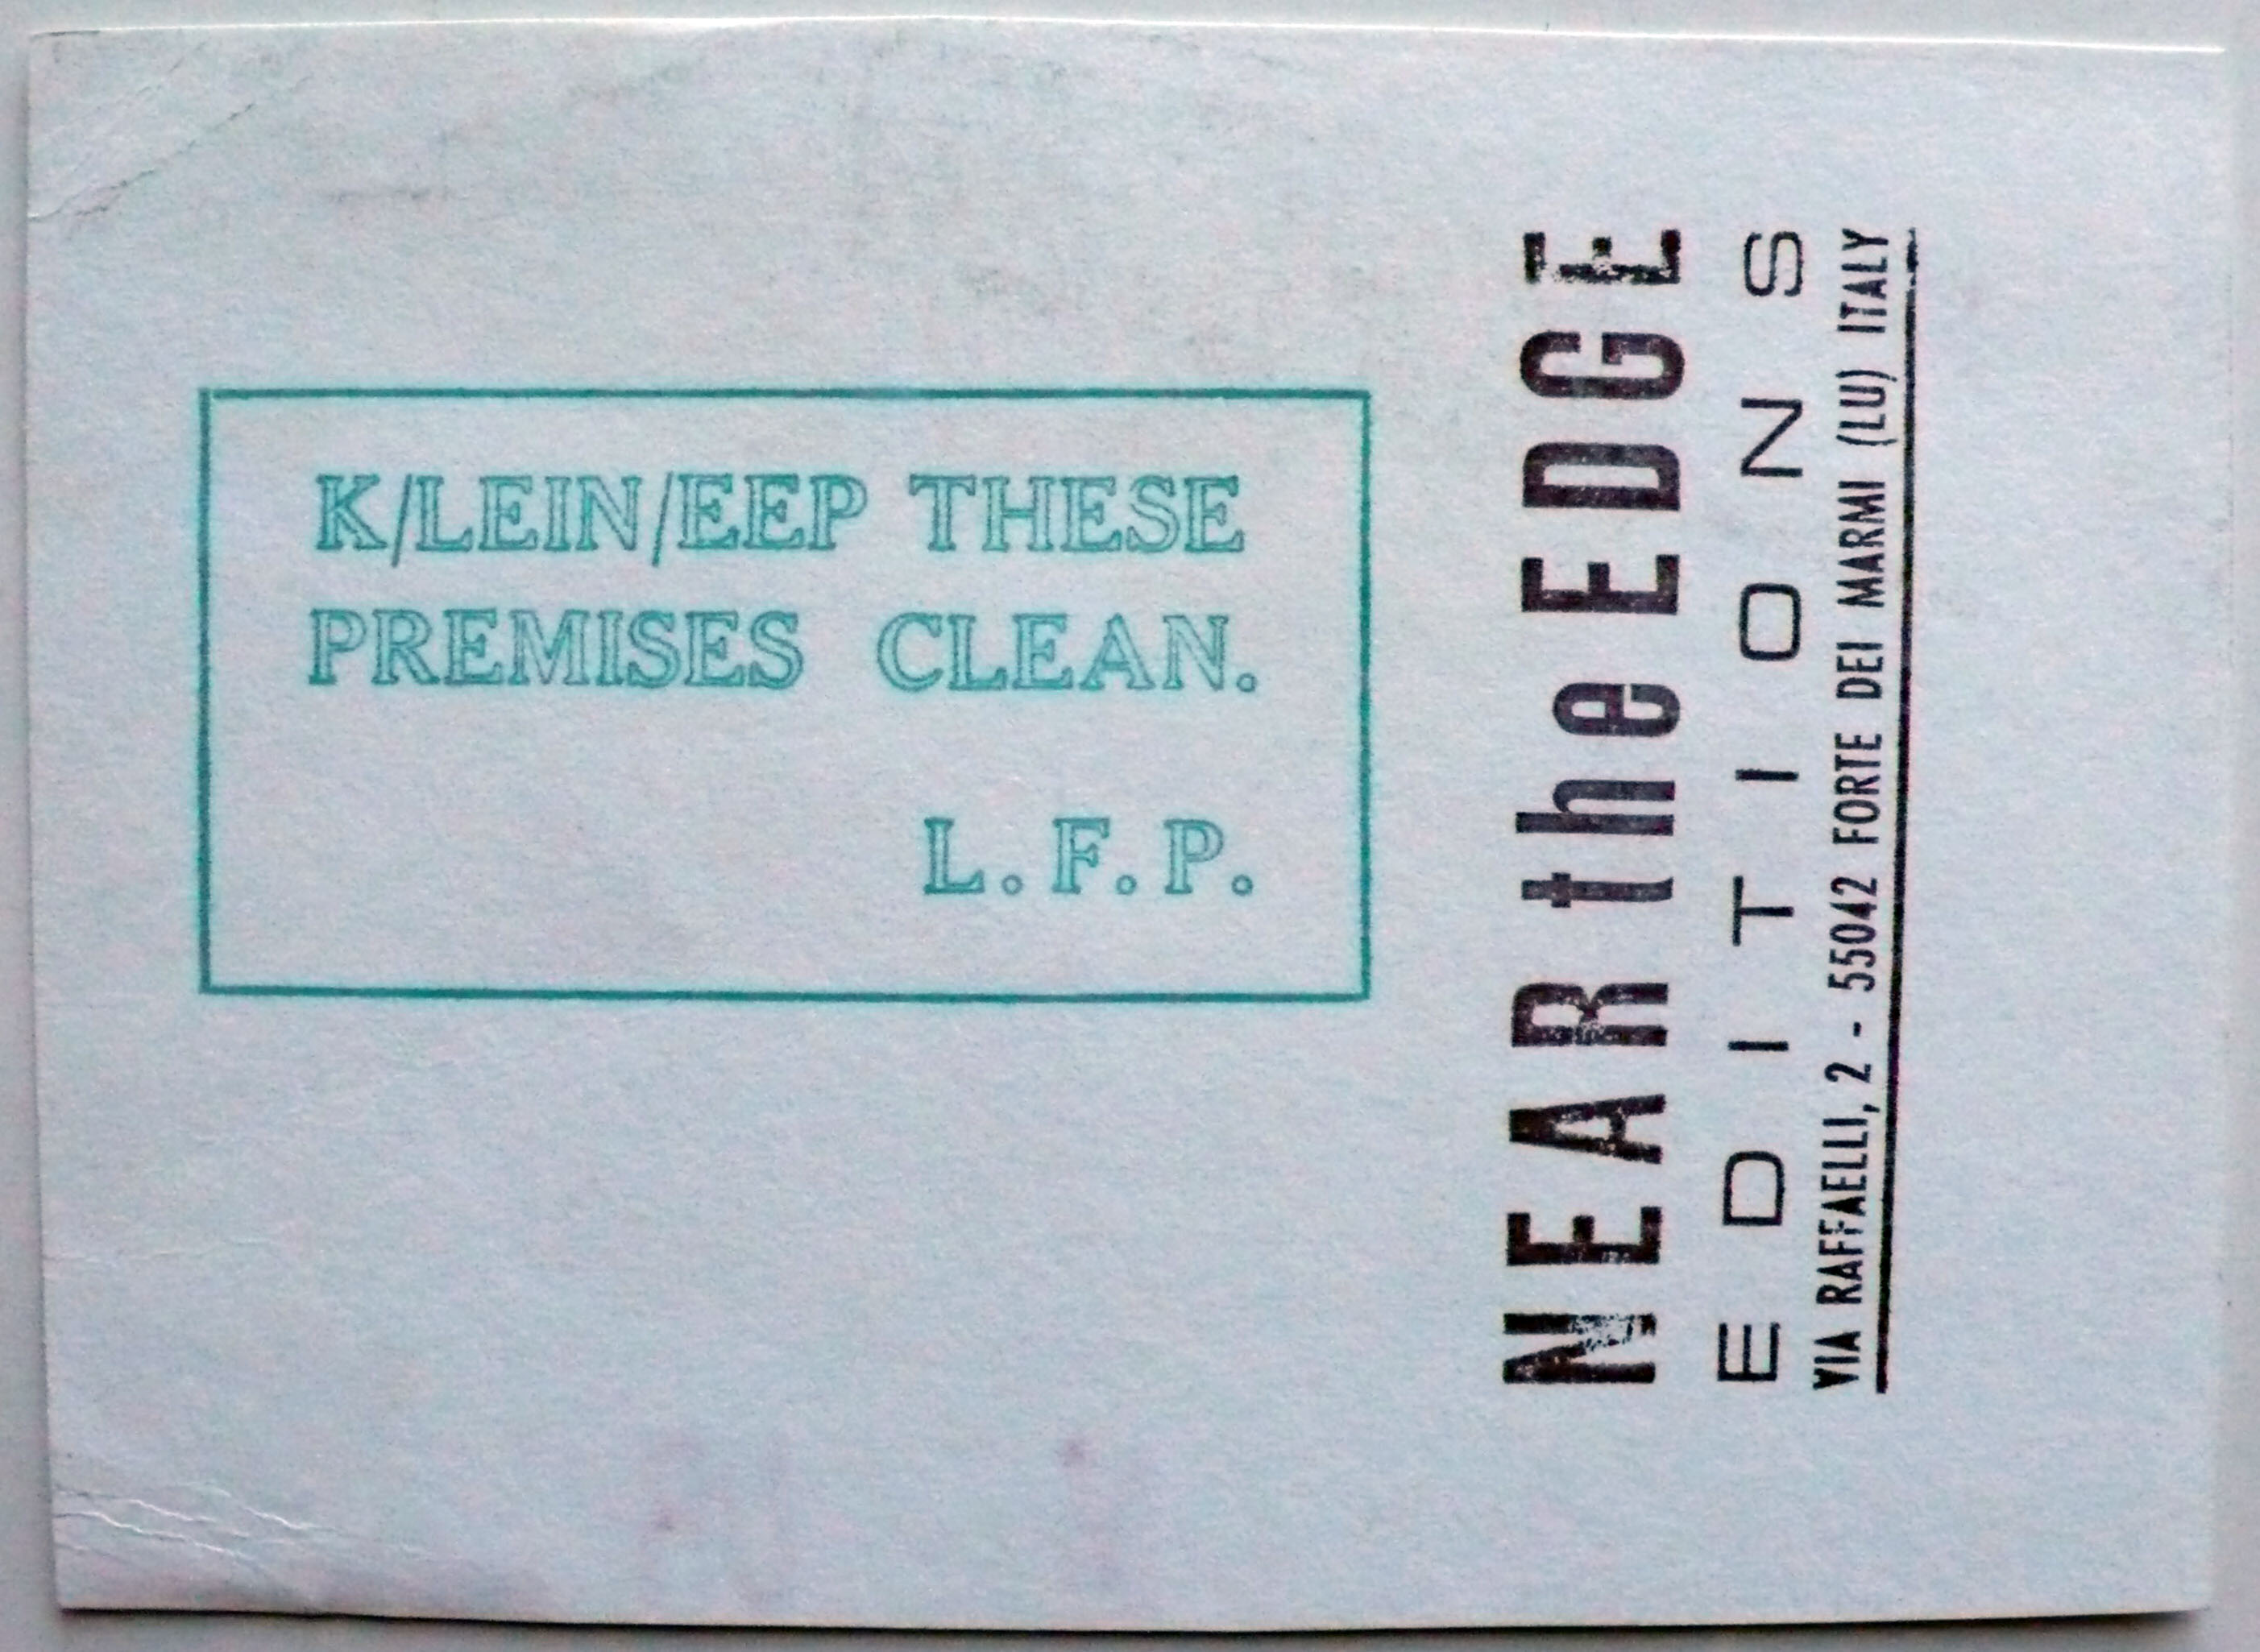 K/LEIN/EEP THESE
PREMISES CLEAN.
L.F.P.
NEAR the EDGE
EDITIONS
VIA RAFFAELLI, 2 - 55042 FORTE DEI MARMI (LU) ITALY